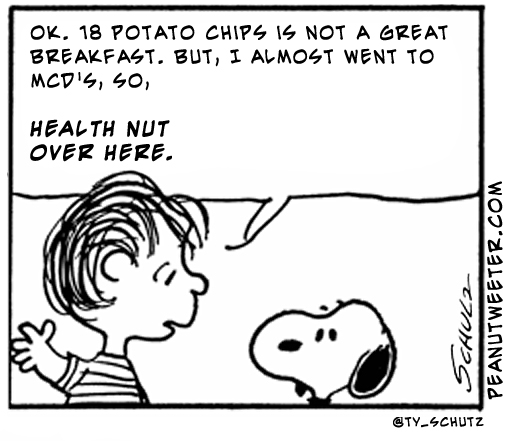 OK. 18 POTATO CHIPS IS NOT A GREAT
BREAKFAST. BUT, I ALMOST WENT TO
MCD'S, SO,
HEALTH NUT
OVER HERE.
SCHULZ
PEANUTWEETER.COM
@TY_SCHUTZ